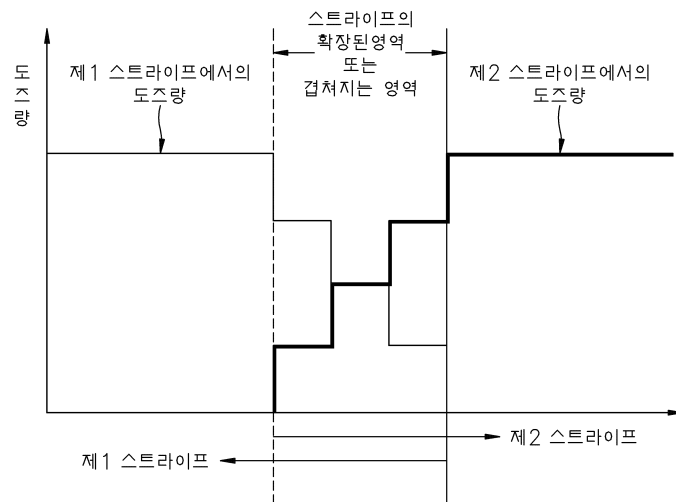 스트라이프의
확장된영역
또는
겹쳐지는 영역
도즈량
제1 스트라이프에서의
도즈량
제2 스트라이프에서의
도즈량
제2 스트라이프
제1 스트라이프